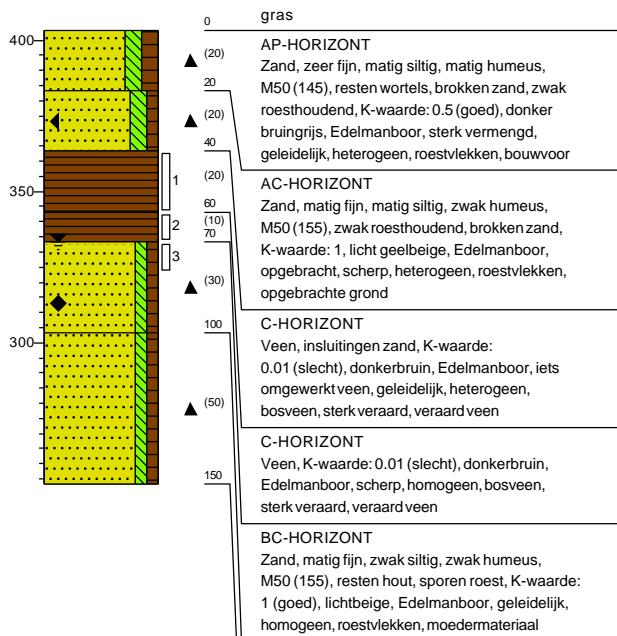 0
gras
400
(20)
AP-HORIZONT
Zand, zeer fijn, matig siltig, matig humeus,
M50 (145), resten wortels, brokken zand, zwak
roesthoudend, K-waarde: 0.5 (goed), donker
bruingrijs, Edelmanboor, sterk vermengd,
geleidelijk, heterogeen, roestvlekken, bouwvoor
20
(20)
AC-HORIZONT
Zand, matig fijn, matig siltig, zwak humeus,
M50 (155), zwak roesthoudend, brokken zand,
K-waarde: 1, licht geelbeige, Edelmanboor,
opgebracht, scherp, heterogeen, roestvlekken,
opgebrachte grond
40
350
1
(20)
C-HORIZONT
Veen, insluitingen zand, K-waarde:
0.01 (slecht), donkerbruin, Edelmanboor, iets
omgewerkt veen, geleidelijk, heterogeen,
bosveen, sterk veraard, veraard veen
60
2
(10)
C-HORIZONT
Veen, K-waarde: 0.01 (slecht), donkerbruin,
Edelmanboor, scherp, homogeen, bosveen,
sterk veraard, veraard veen
70
3
(30)
BC-HORIZONT
Zand, matig fijn, zwak siltig, zwak humeus,
M50 (155), resten hout, sporen roest, K-waarde:
1 (goed), lichtbeige, Edelmanboor, geleidelijk,
homogeen, roestvlekken, moedermateriaal
100
300
(50)
150